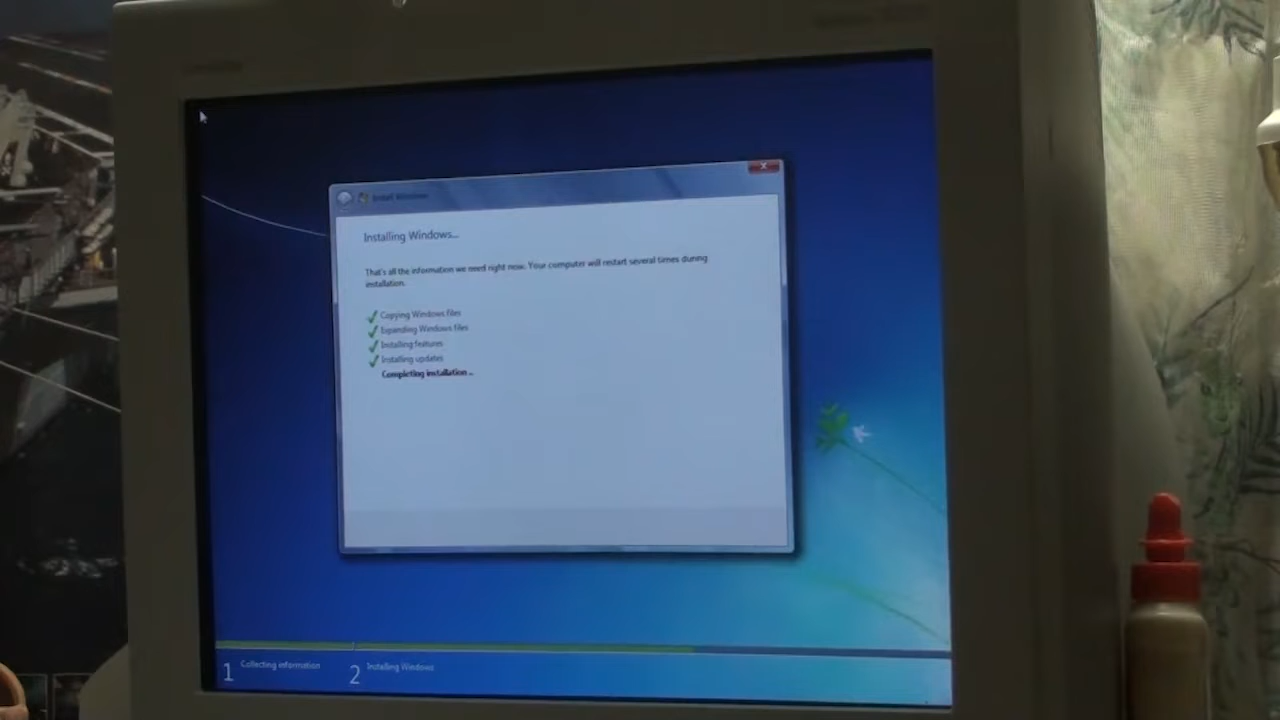 Install Windows
Installing Windows...
That's all the information we need right now. Your computer will restart several times during
installation.
Copying Windows files
Expanding Windows files
Installing features
Installing updates
Completing installation ...
1 Collecting information
2 Installing Windows